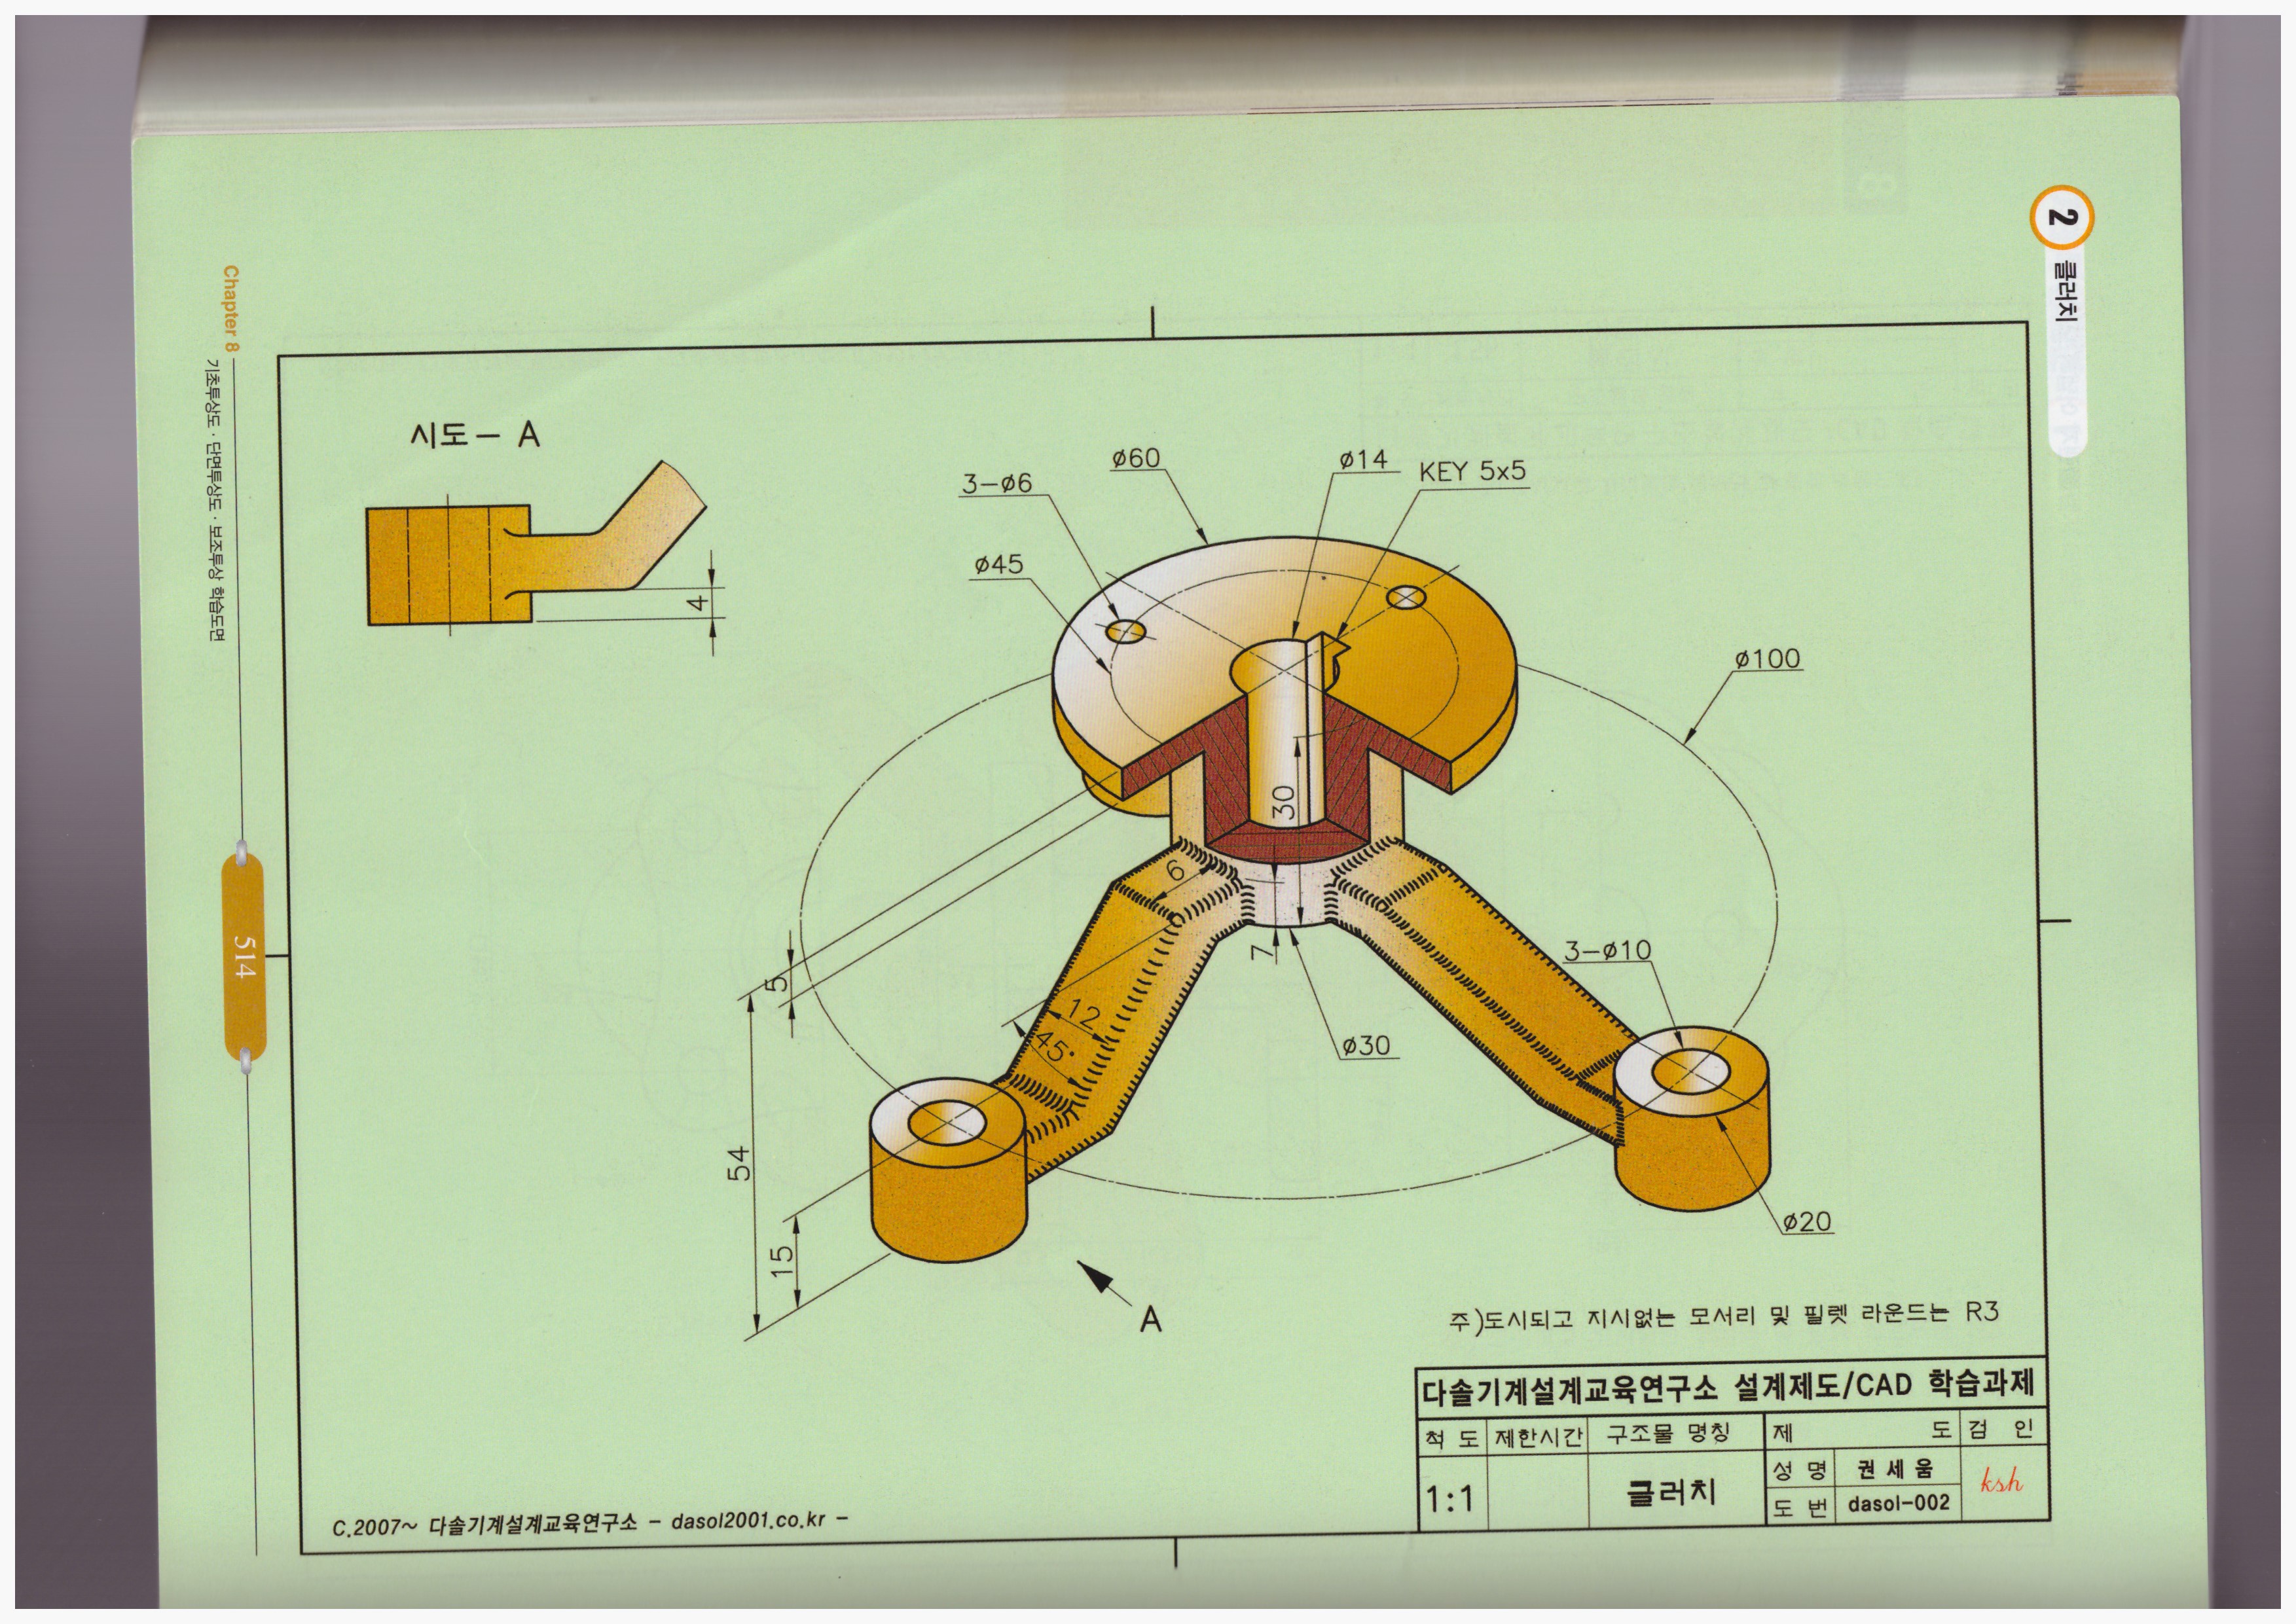 2
클러치
Chapter 8
기초투상도 · 단면투상도 · 보조투상 학습도면
514
시도 - A
4
3-ø6
ø60
ø14
KEY 5x5
ø45
ø100
30
6
7
5
12
45°
3-ø10
ø30
54
15
ø20
A
주)도시되고 지시없는 모서리 및 필렛 라운드는 R3
다솔기계설계교육연구소 설계제도/CAD 학습과제
척 도 제한시간 구조물 명칭 제 도 검 인
1:1 클러치 성 명 권 세 움 ksh
도 번 dasol-002
C.2007~ 다솔기계설계교육연구소 - dasol2001.co.kr -